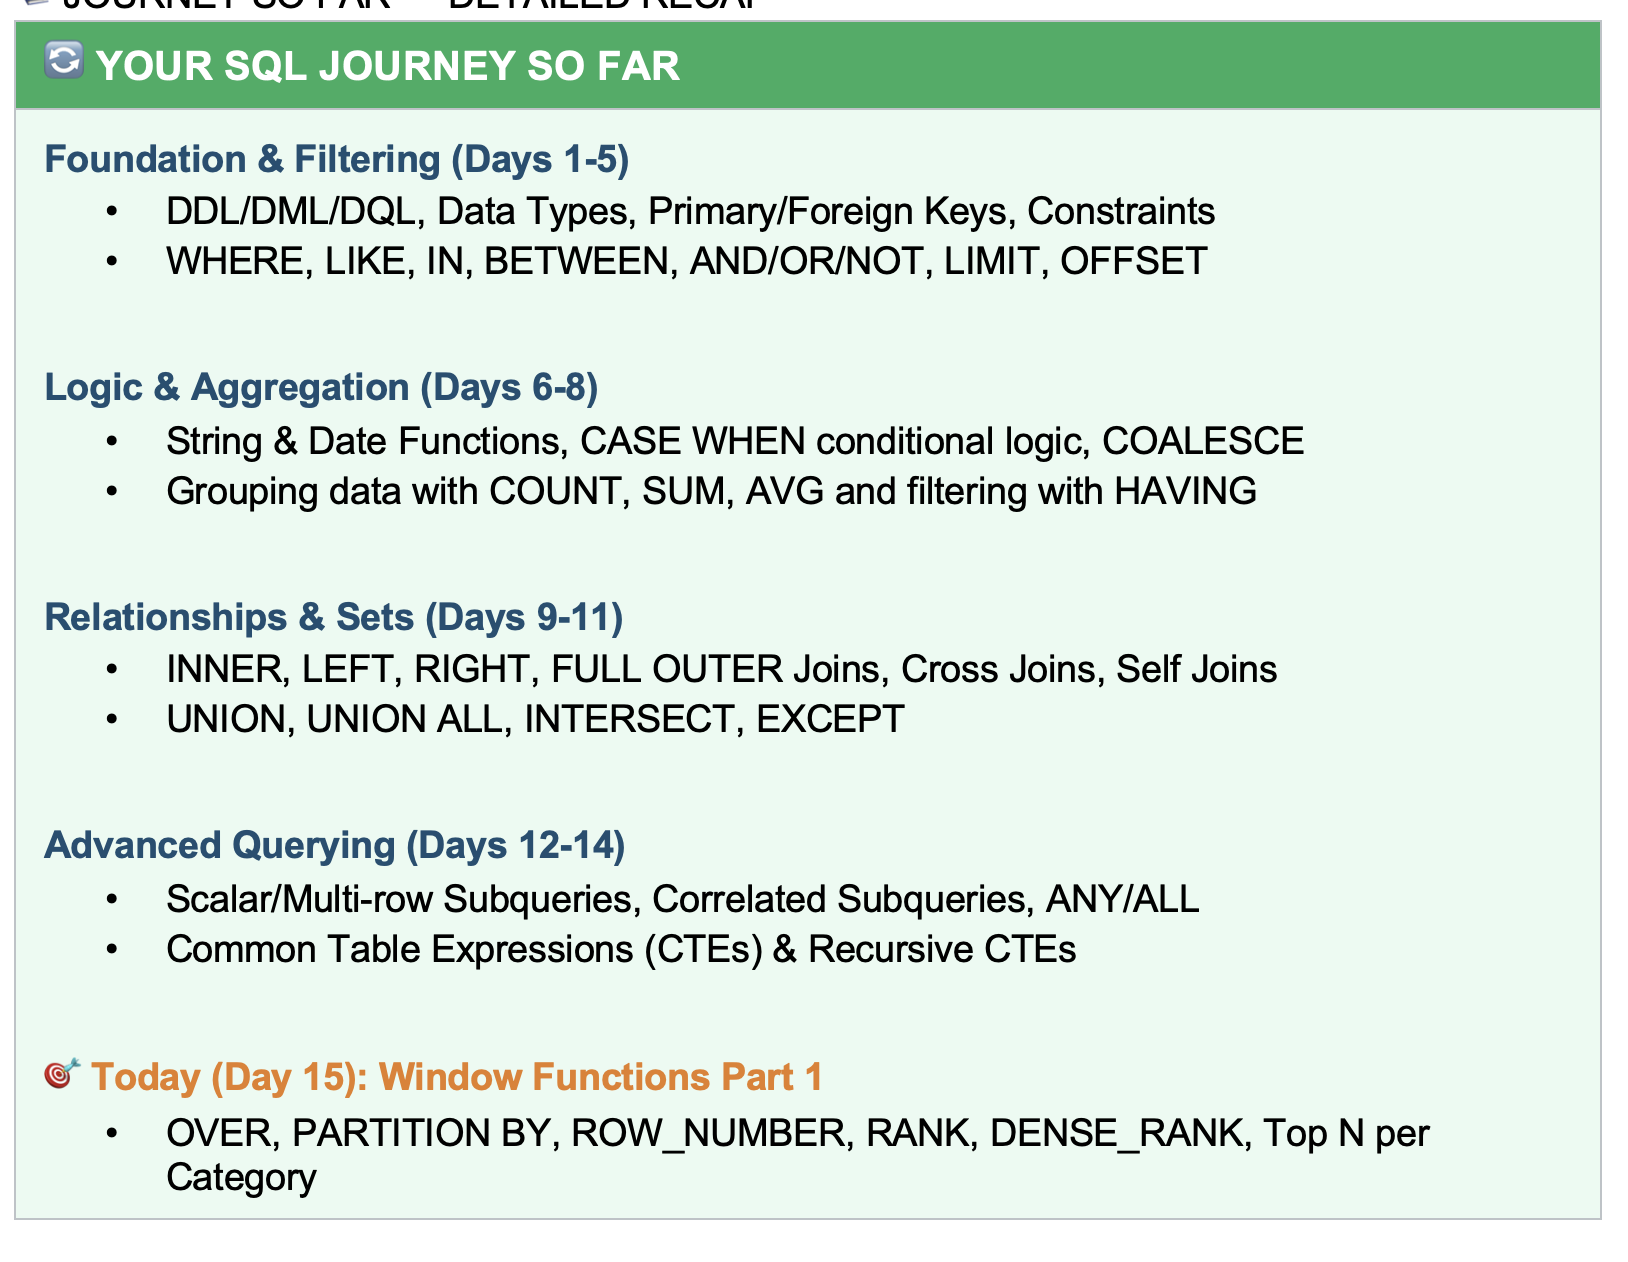 JOURNEY SO FAR — DETAILED RECAP
YOUR SQL JOURNEY SO FAR
Foundation & Filtering (Days 1-5)
• DDL/DML/DQL, Data Types, Primary/Foreign Keys, Constraints
• WHERE, LIKE, IN, BETWEEN, AND/OR/NOT, LIMIT, OFFSET
Logic & Aggregation (Days 6-8)
• String & Date Functions, CASE WHEN conditional logic, COALESCE
• Grouping data with COUNT, SUM, AVG and filtering with HAVING
Relationships & Sets (Days 9-11)
• INNER, LEFT, RIGHT, FULL OUTER Joins, Cross Joins, Self Joins
• UNION, UNION ALL, INTERSECT, EXCEPT
Advanced Querying (Days 12-14)
• Scalar/Multi-row Subqueries, Correlated Subqueries, ANY/ALL
• Common Table Expressions (CTEs) & Recursive CTEs
🎯 Today (Day 15): Window Functions Part 1
• OVER, PARTITION BY, ROW_NUMBER, RANK, DENSE_RANK, Top N per
Category